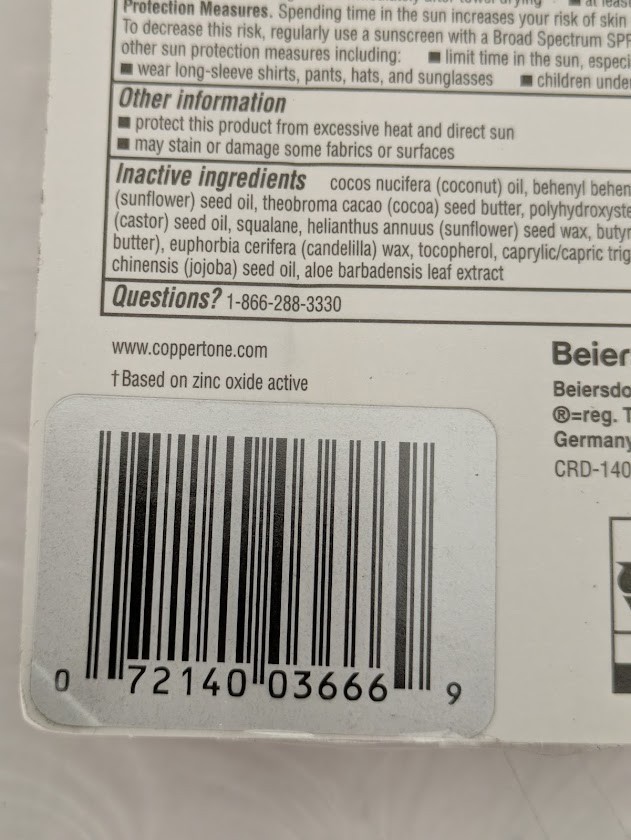 Protection Measures. Spending time in the sun increases your risk of skin
To decrease this risk, regularly use a sunscreen with a Broad Spectrum SPF
other sun protection measures including: ■ limit time in the sun, especi
■ wear long-sleeve shirts, pants, hats, and sunglasses ■ children under
Other information
■ protect this product from excessive heat and direct sun
■ may stain or damage some fabrics or surfaces
Inactive ingredients cocos nucifera (coconut) oil, behenyl behen
(sunflower) seed oil, theobroma cacao (cocoa) seed butter, polyhydroxyste
(castor) seed oil, squalane, helianthus annuus (sunflower) seed wax, butyr
butter), euphorbia cerifera (candelilla) wax, tocopherol, caprylic/capric trig
chinensis (jojoba) seed oil, aloe barbadensis leaf extract
Questions? 1-866-288-3330
www.coppertone.com
†Based on zinc oxide active
Beier
Beiersdo
®=reg. T
Germany
CRD-140
0 72140 03666 9